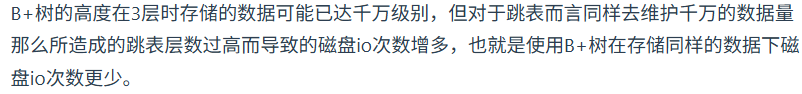 B+树的高度在3层时存储的数据可能已达千万级别，但对于跳表而言同样去维护千万的数据量
那么所造成的跳表层数过高而导致的磁盘io次数增多，也就是使用B+树在存储同样的数据下磁
盘io次数更少。